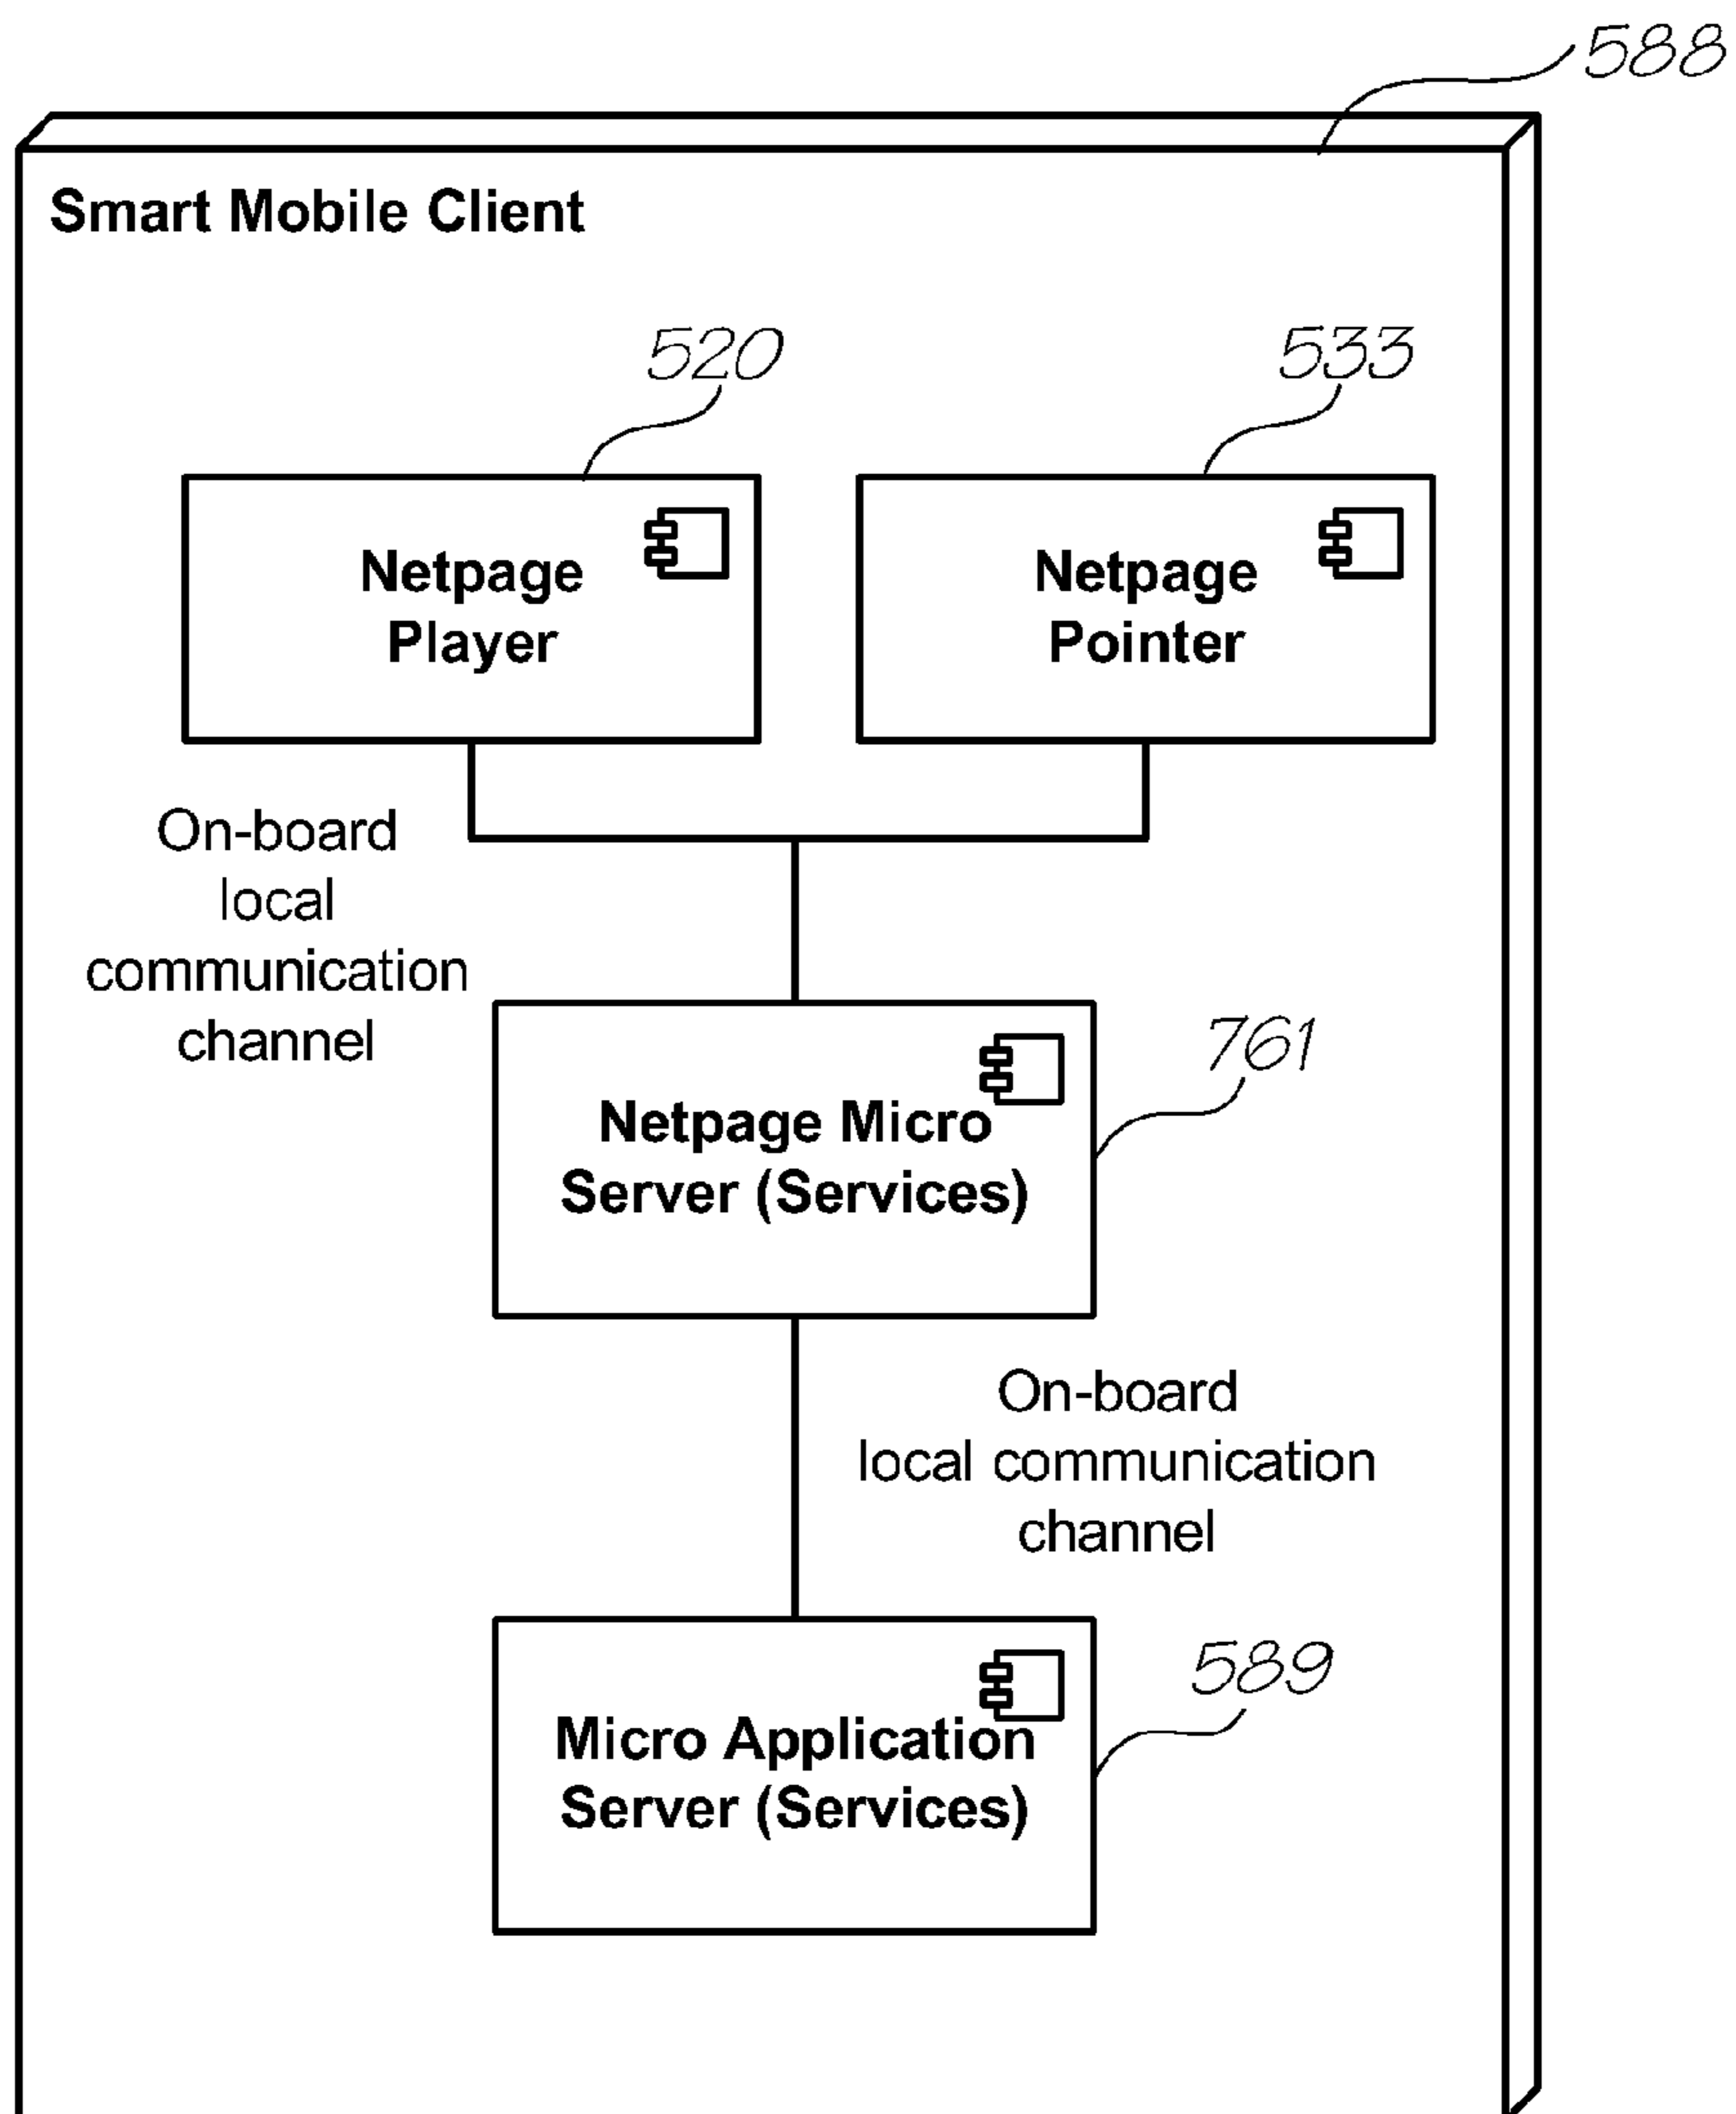 588
Smart Mobile Client
520
533
Netpage
Player
Netpage
Pointer
On-board
local
communication
channel
761
Netpage Micro
Server (Services)
On-board
local communication
channel
589
Micro Application
Server (Services)